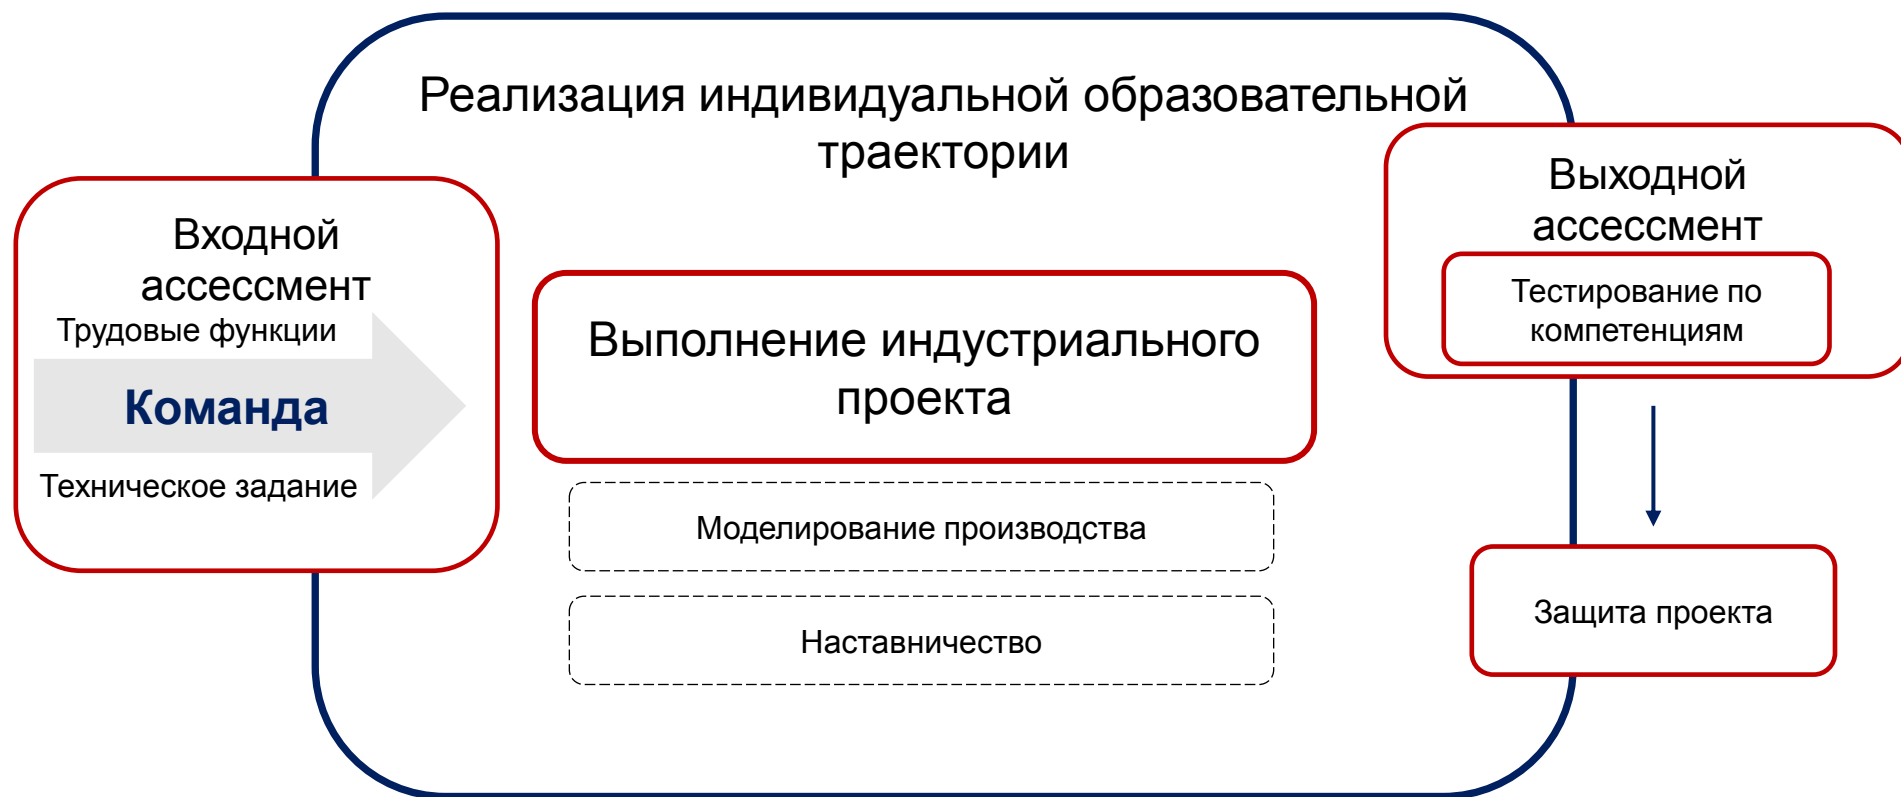 Реализация индивидуальной образовательной
траектории
Входной
ассессмент
Трудовые функции
Команда
Техническое задание
Выполнение индустриального
проекта
Моделирование производства
Наставничество
Выходной
ассессмент
Тестирование по
компетенциям
Защита проекта